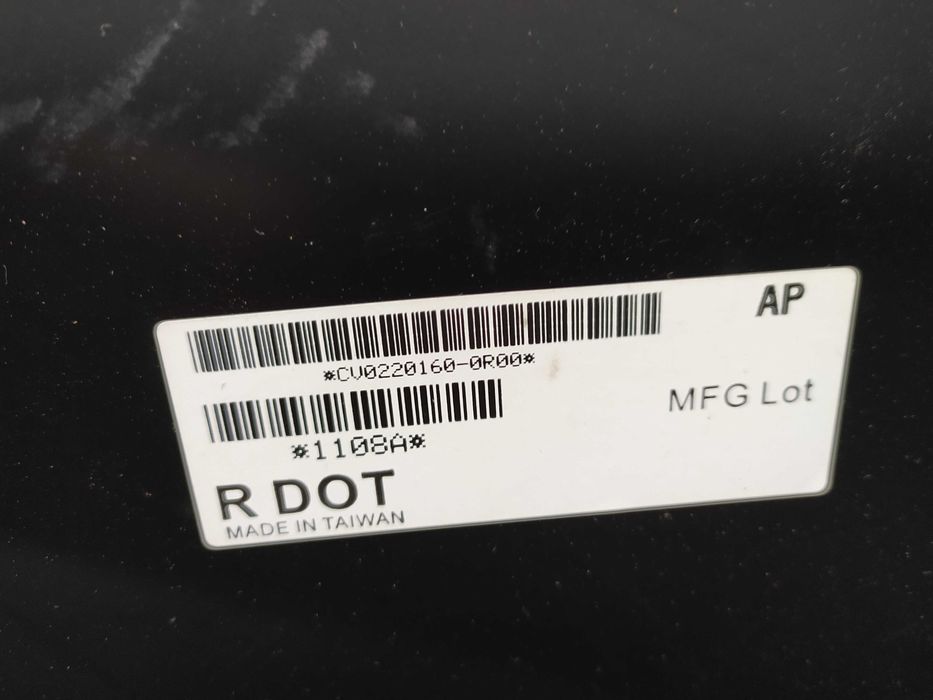 AP
*CV0220160-0R00*
MFG Lot
*1108A*
R DOT
MADE IN TAIWAN